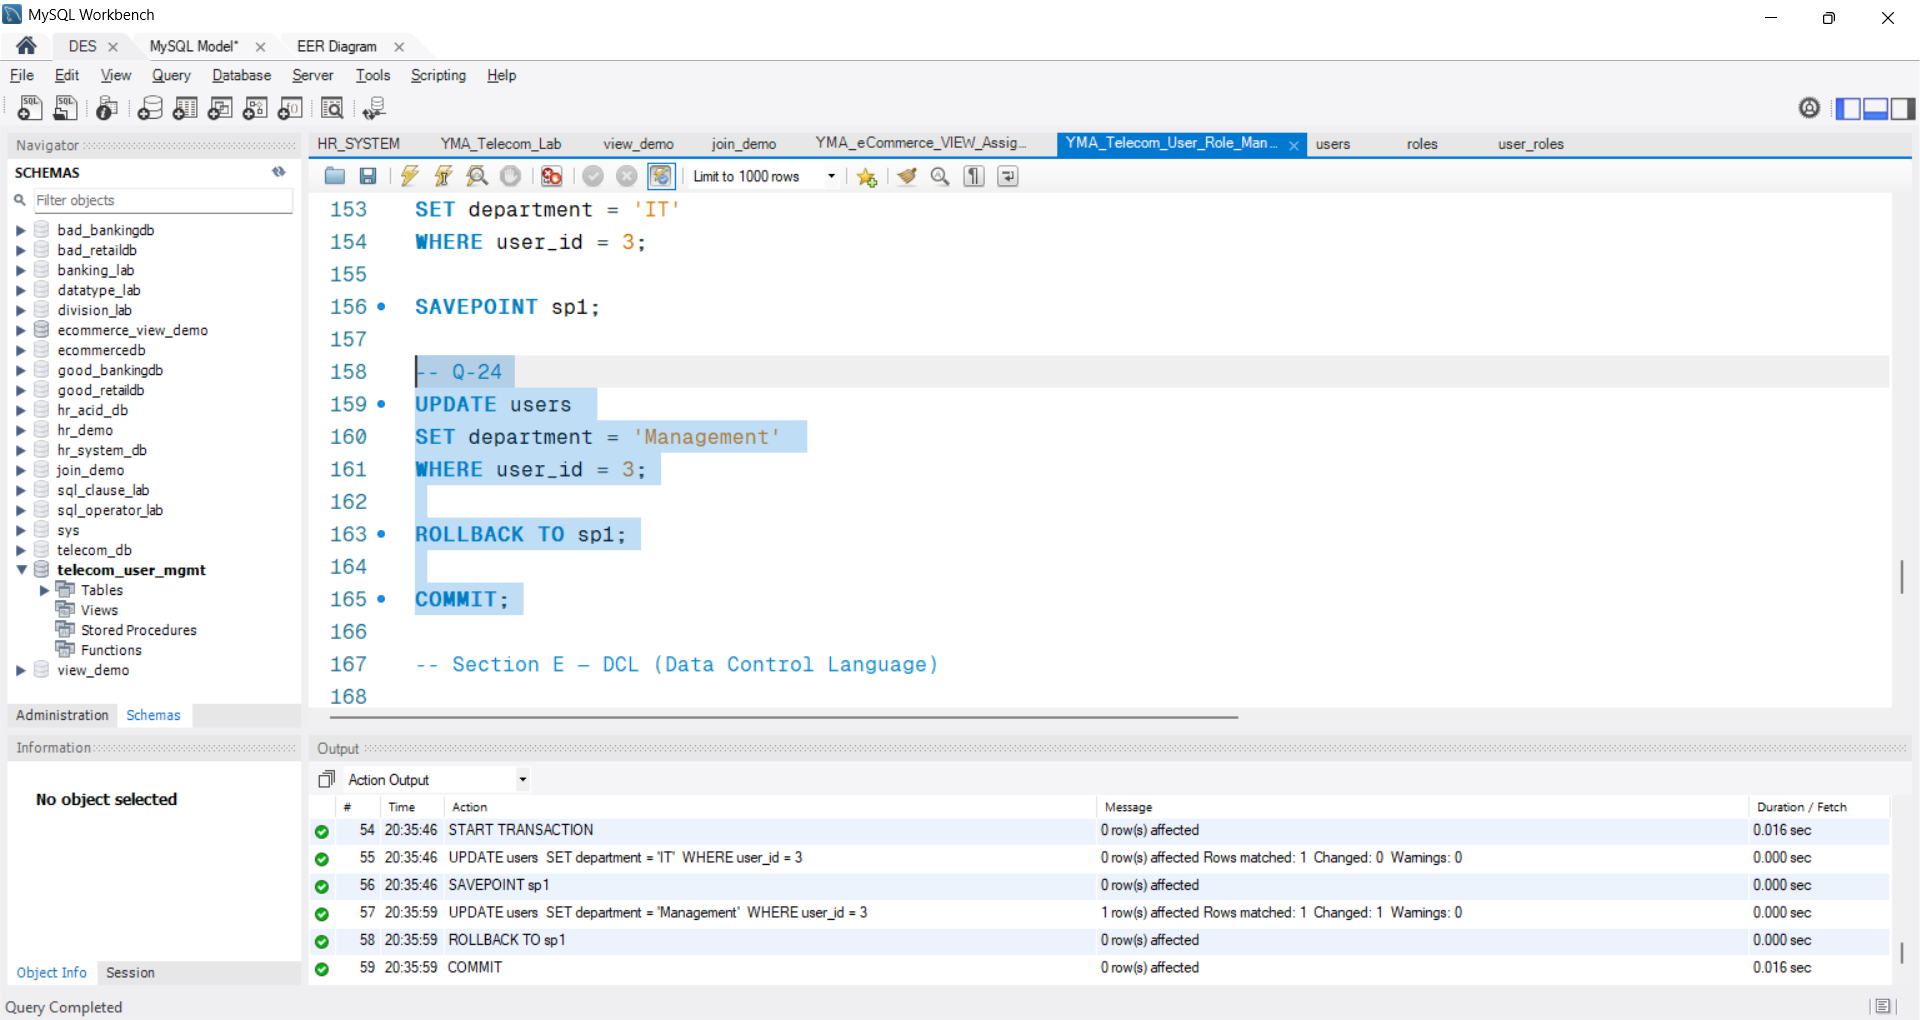 MySQL Workbench
DES
MySQL Model*
EER Diagram
File Edit View Query Database Server Tools Scripting Help
Navigator
SCHEMAS
Filter objects
bad_bankingdb
bad_retaildb
banking_lab
datatype_lab
division_lab
ecommerce_view_demo
ecommercedb
good_bankingdb
good_retaildb
hr_acid_db
hr_demo
hr_system_db
join_demo
sql_clause_lab
sql_operator_lab
sys
telecom_db
telecom_user_mgmt
Tables
Views
Stored Procedures
Functions
view_demo
Administration Schemas
Information
No object selected
Object Info Session
HR_SYSTEM YMA_Telecom_Lab view_demo join_demo YMA_eCommerce_VIEW_Assig... YMA_Telecom_User_Role_Man... users roles user_roles
Limit to 1000 rows
153 SET department = 'IT'
154 WHERE user_id = 3;
155
156 SAVEPOINT sp1;
157
158 -- Q-24
159 UPDATE users
160 SET department = 'Management'
161 WHERE user_id = 3;
162
163 ROLLBACK TO sp1;
164
165 COMMIT;
166
167 -- Section E – DCL (Data Control Language)
168
Output
Action Output
# Time Action Message Duration / Fetch
54 20:35:46 START TRANSACTION 0 row(s) affected 0.016 sec
55 20:35:46 UPDATE users SET department = 'IT' WHERE user_id = 3 0 row(s) affected Rows matched: 1 Changed: 0 Warnings: 0 0.000 sec
56 20:35:46 SAVEPOINT sp1 0 row(s) affected 0.000 sec
57 20:35:59 UPDATE users SET department = 'Management' WHERE user_id = 3 1 row(s) affected Rows matched: 1 Changed: 1 Warnings: 0 0.000 sec
58 20:35:59 ROLLBACK TO sp1 0 row(s) affected 0.000 sec
59 20:35:59 COMMIT 0 row(s) affected 0.016 sec
Query Completed